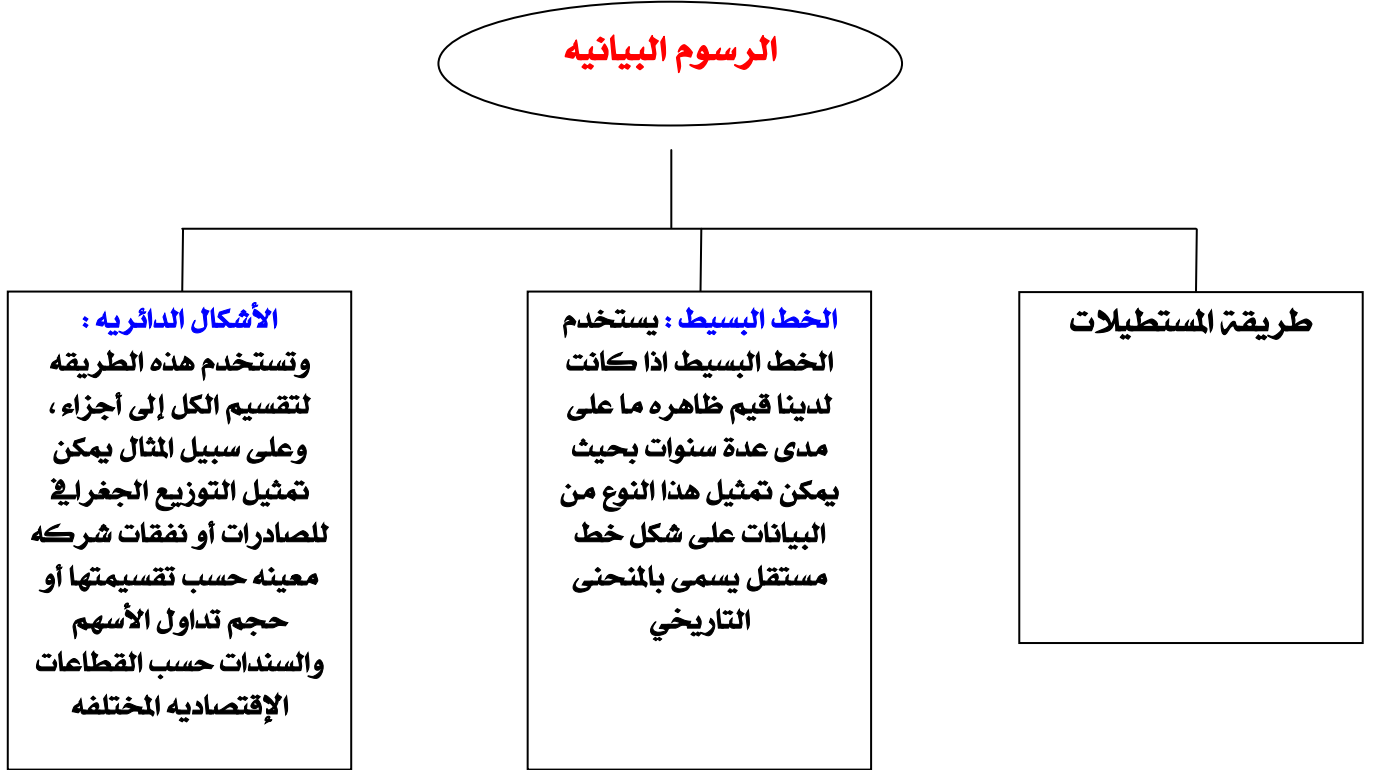 الرسوم البيانيه
طريقة المستطيلات
الخط البسيط : يستخدم
الخط البسيط اذا كانت
لدينا قيم ظاهره ما على
مدى عدة سنوات بحيث
يمكن تمثيل هذا النوع من
البيانات على شكل خط
مستقل يسمى بالمنحنى
التاريخي
الأشكال الدائريه :
وتستخدم هذه الطريقه
لتقسيم الكل إلى أجزاء ،
وعلى سبيل المثال يمكن
تمثيل التوزيع الجغرافي
للصادرات أو نفقات شركه
معينه حسب تقسيمتها أو
حجم تداول الأسهم
والسندات حسب القطاعات
الإقتصاديه المختلفه